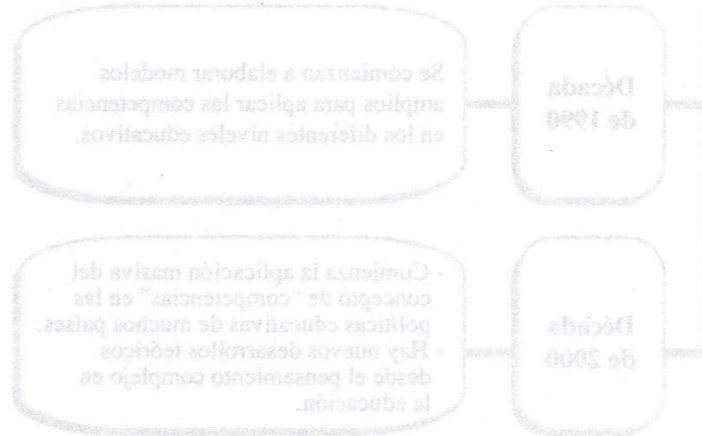 Década
de 1990
Se comienzan a elaborar modelos
amplios para aplicar las competencias
en los diferentes niveles educativos.
Década
de 2000
- Comienza la aplicación masiva del
concepto de "competencias" en las
políticas educativas de muchos países.
- Hay nuevos desarrollos teóricos
desde el pensamiento complejo en
la educación.